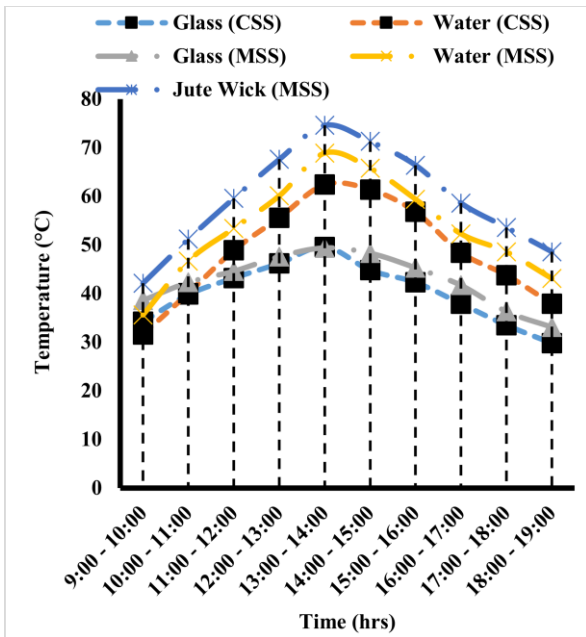 Glass (CSS) Water (CSS)
Glass (MSS) Water (MSS)
Jute Wick (MSS)
80
70
60
50
40
30
20
10
0
Temperature (°C)
9:00 - 10:00
10:00 - 11:00
11:00 - 12:00
12:00 - 13:00
13:00 - 14:00
14:00 - 15:00
15:00 - 16:00
16:00 - 17:00
17:00 - 18:00
18:00 - 19:00
Time (hrs)